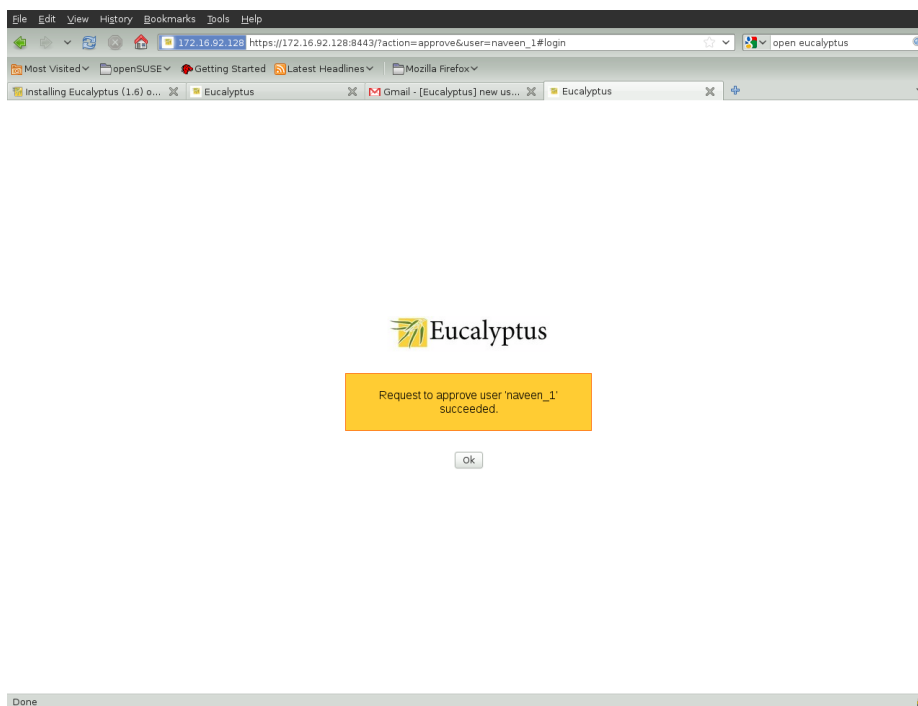 File Edit View History Bookmarks Tools Help
172.16.92.128 https://172.16.92.128:8443/?action=approve&user=naveen_1#login open eucalyptus
Most Visited openSUSE Getting Started Latest Headlines Mozilla Firefox
Installing Eucalyptus (1.6) o... Eucalyptus Gmail - [Eucalyptus] new us... Eucalyptus
Eucalyptus
Request to approve user 'naveen_1'
succeeded.
Ok
Done